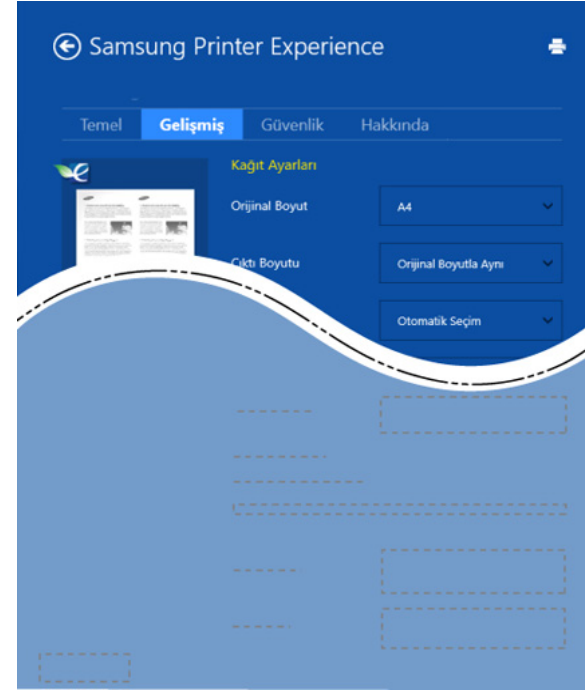 Samsung Printer Experience
Temel Gelişmiş Güvenlik Hakkında
Kağıt Ayarları
Orijinal Boyut A4
Çıktı Boyutu Orijinal Boyutla Aynı
Otomatik Seçim